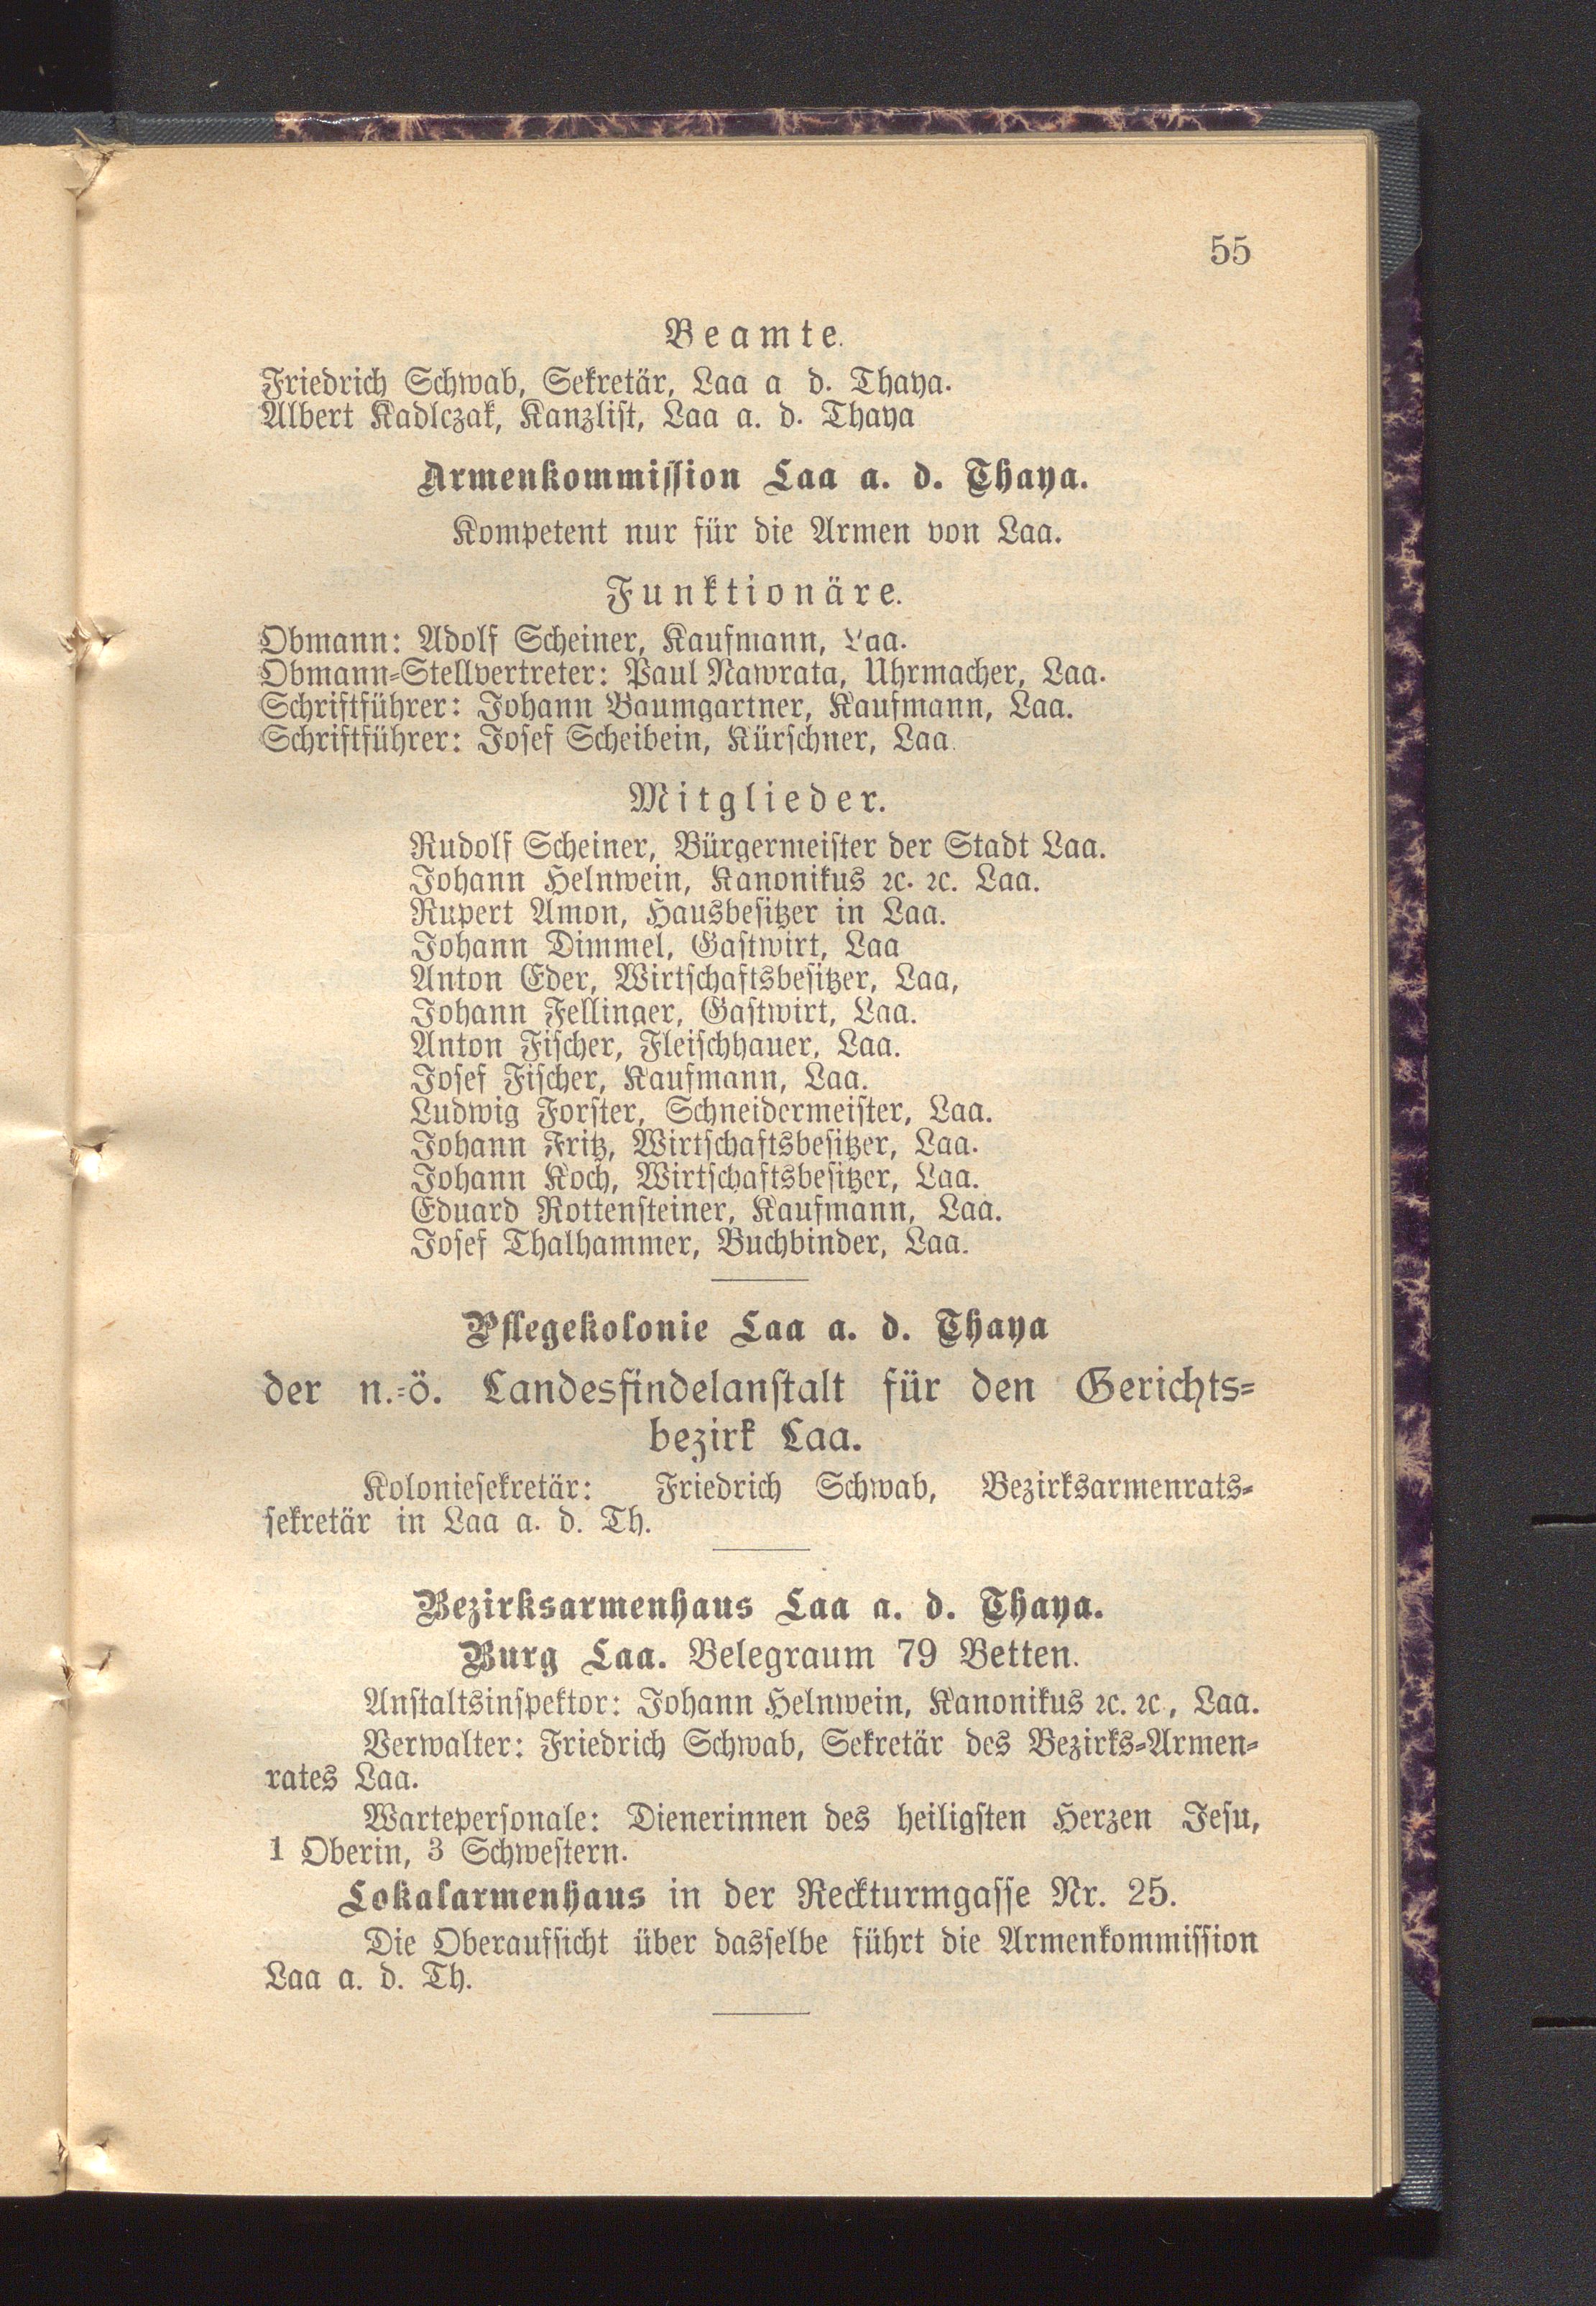 55
Beamte.
Friedrich Schwab, Sekretär, Laa a d. Thaya.
Albert Kadlczak, Kanzlist, Laa a. d. Thaya
Armenkommission Laa a. d. Thaya.
Kompetent nur für die Armen von Laa.
Funktionäre.
Obmann: Adolf Scheiner, Kaufmann, Laa.
Obmann-Stellvertreter: Paul Nawrata, Uhrmacher, Laa.
Schriftführer: Johann Baumgartner, Kaufmann, Laa.
Schriftführer: Josef Scheibein, Kürschner, Laa.
Mitglieder.
Rudolf Scheiner, Bürgermeister der Stadt Laa.
Johann Helnwein, Kanonikus ꝛc. ꝛc. Laa.
Rupert Amon, Hausbesitzer in Laa.
Johann Dimmel, Gastwirt, Laa
Anton Eder, Wirtschaftsbesitzer, Laa,
Johann Fellinger, Gastwirt, Laa.
Anton Fischer, Fleischhauer, Laa.
Josef Fischer, Kaufmann, Laa.
Ludwig Forster, Schneidermeister, Laa.
Johann Fritz, Wirtschaftsbesitzer, Laa.
Johann Koch, Wirtschaftsbesitzer, Laa.
Eduard Rottensteiner, Kaufmann, Laa.
Josef Thalhammer, Buchbinder, Laa.
Pflegekolonie Laa a. d. Thaya
der n.-ö. Landesfindelanstalt für den Gerichts-
bezirk Laa.
Koloniesekretär: Friedrich Schwab, Bezirksarmenrats-
sekretär in Laa a. d. Th.
Bezirksarmenhaus Laa a. d. Thaya.
Burg Laa. Belegraum 79 Betten.
Anstaltsinspektor: Johann Helnwein, Kanonikus ꝛc. ꝛc, Laa.
Verwalter: Friedrich Schwab, Sekretär des Bezirks-Armen-
rates Laa.
Wartepersonale: Dienerinnen des heiligsten Herzen Jesu,
1 Oberin, 3 Schwestern.
Lokalarmenhaus in der Reckturmgasse Nr. 25.
Die Oberaufsicht über dasselbe führt die Armenkommission
Laa a. d. Th.